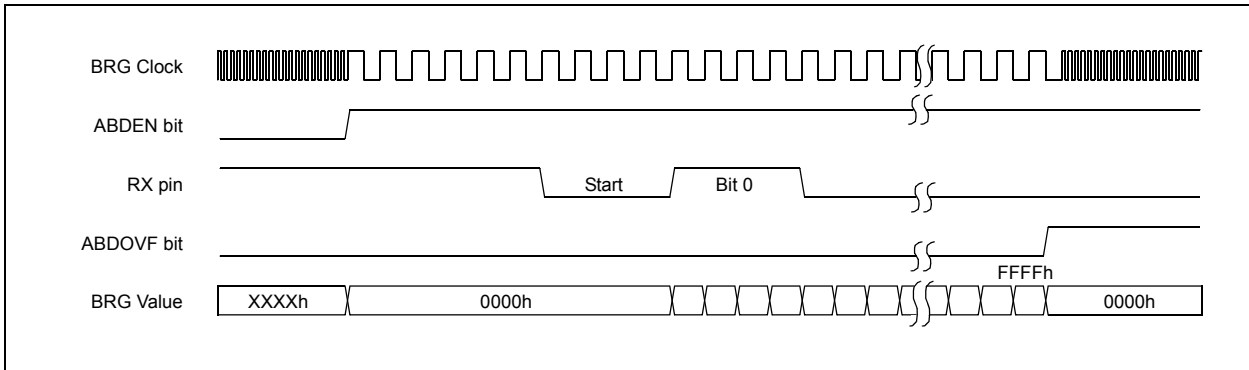 BRG Clock
ABDEN bit
RX pin
Start
Bit 0
ABDOVF bit
FFFFh
BRG Value
XXXXh
0000h
0000h